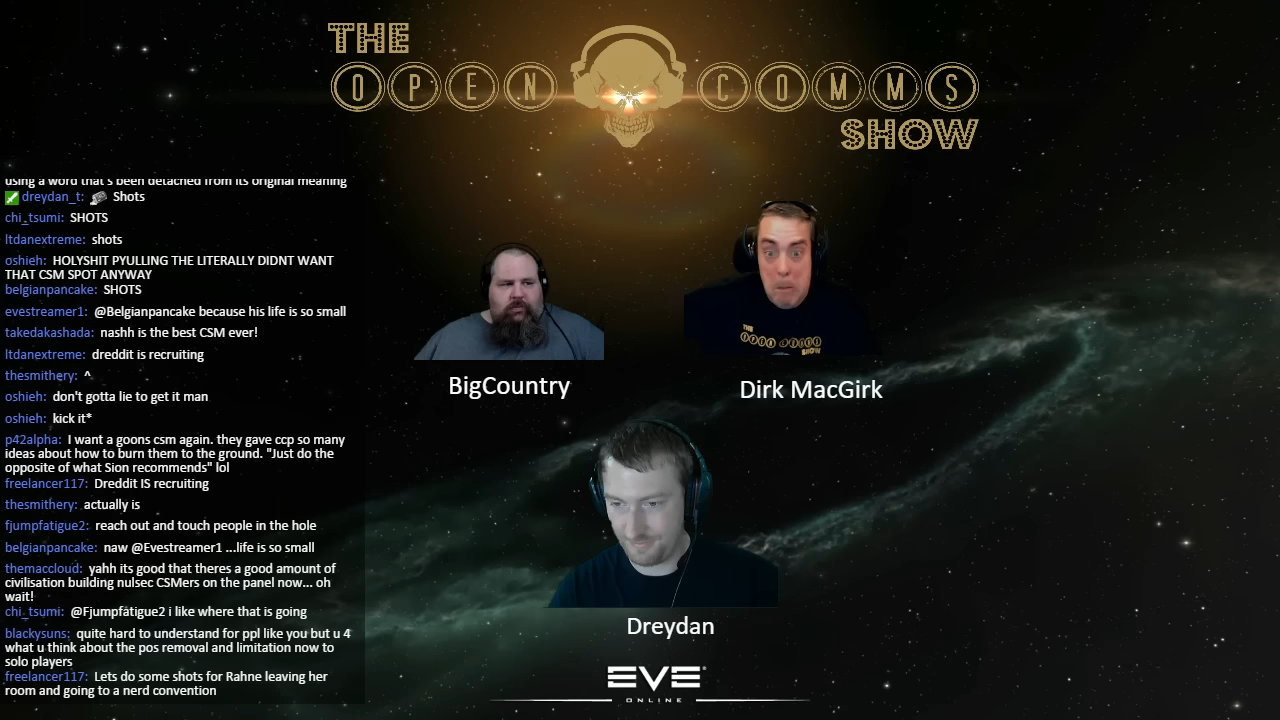 THE
OPEN COMMS
SHOW
using a word that's been detached from its original meaning
dreydan_t: Shots
chi_tsumi: SHOTS
ltdanextreme: shots
oshieh: HOLYSHIT PYULLING THE LITERALLY DIDNT WANT
THAT CSM SPOT ANYWAY
belgianpancake: SHOTS
evestreamer1: @Belgianpancake because his life is so small
takedakashada: nashh is the best CSM ever!
ltdanextreme: dreddit is recruiting
thesmithery: ^
oshieh: don't gotta lie to get it man
oshieh: kick it*
p42alpha: I want a goons csm again. they gave ccp so many
ideas about how to burn them to the ground. "Just do the
opposite of what Sion recommends" lol
freelancer117: Dreddit IS recruiting
thesmithery: actually is
fjumpfatigue2: reach out and touch people in the hole
belgianpancake: naw @Evestreamer1 ...life is so small
themaccloud: yahh its good that theres a good amount of
civilisation building nulsec CSMers on the panel now... oh
wait!
chi_tsumi: @Fjumpfatigue2 i like where that is going
blackysuns: quite hard to understand for ppl like you but u 4
what u think about the pos removal and limitation now to
solo players
freelancer117: Lets do some shots for Rahne leaving her
room and going to a nerd convention
THE
OPEN COMMS
SHOW
BigCountry
Dirk MacGirk
Dreydan
EVE
ONLINE